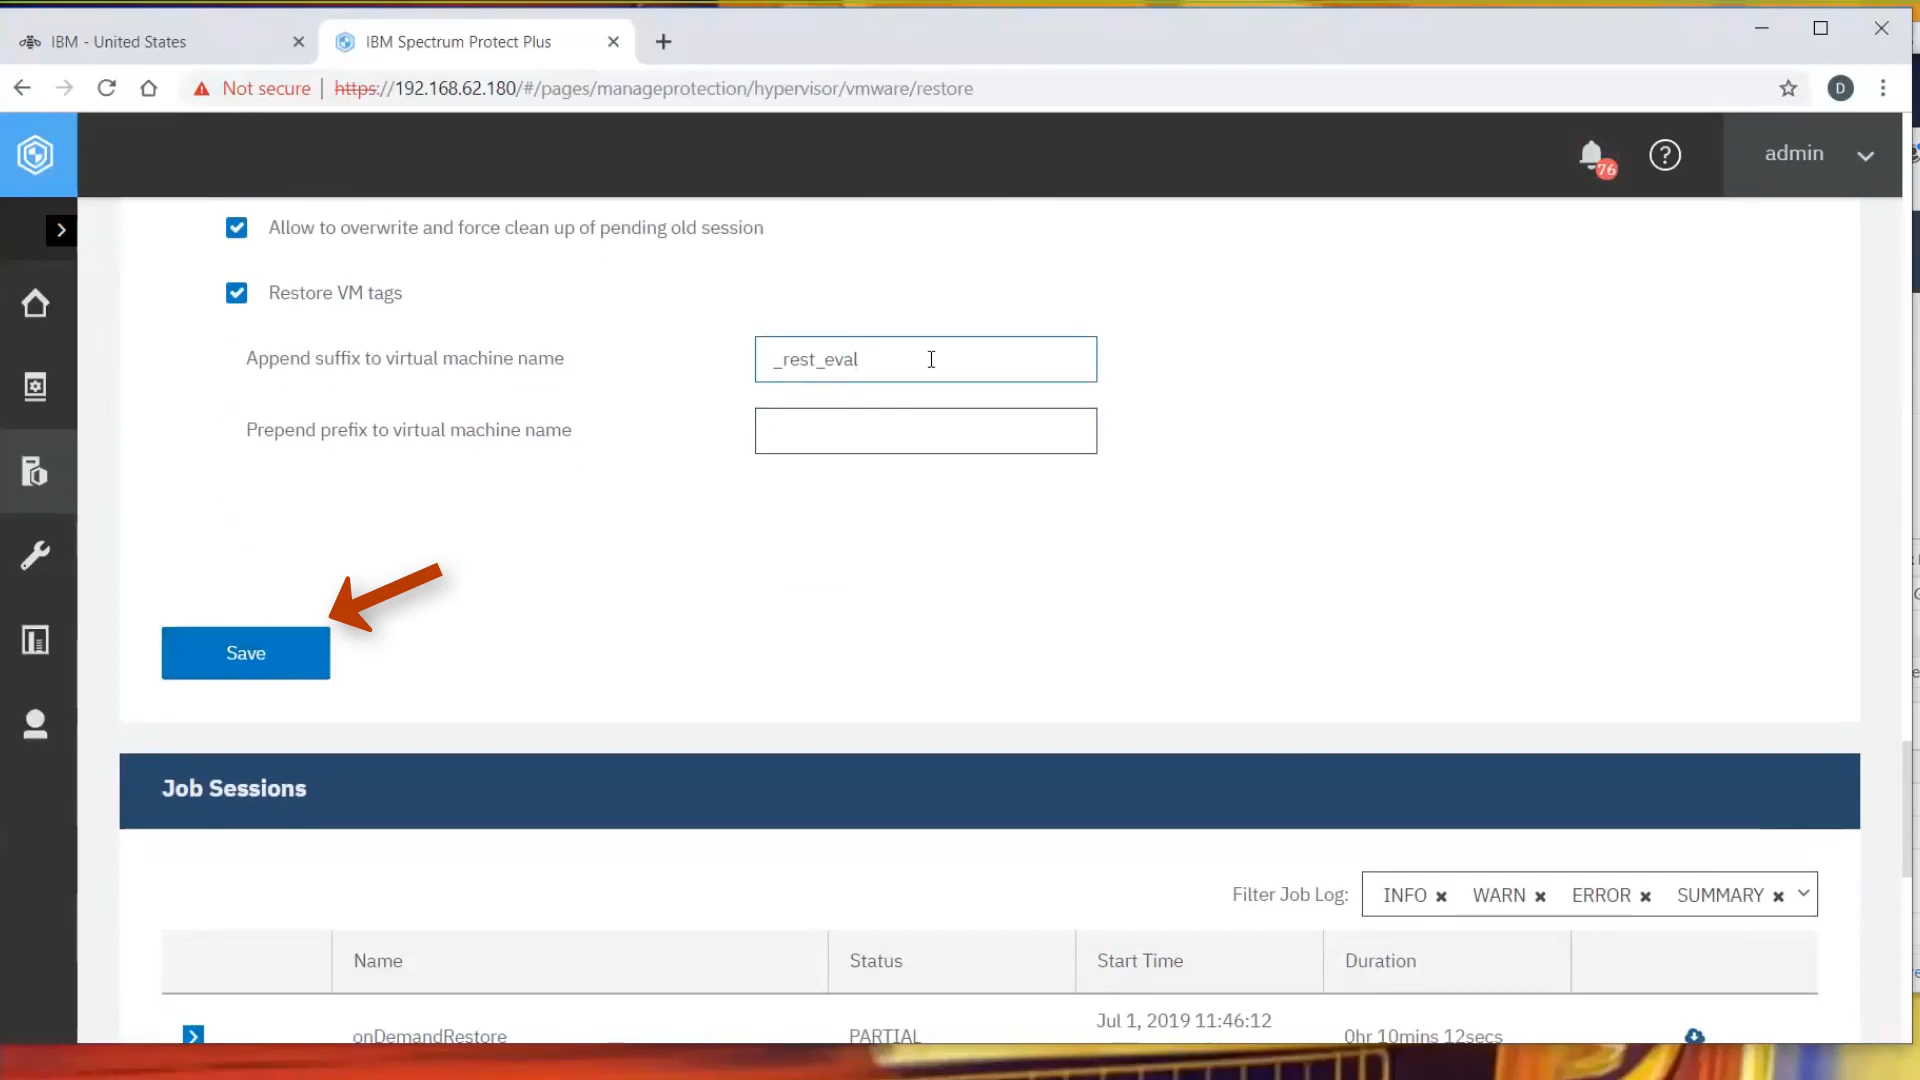 IBM - United States
IBM Spectrum Protect Plus
Not secure | https://192.168.62.180/#/pages/manageprotection/hypervisor/vmware/restore
D
76
?
admin
Allow to overwrite and force clean up of pending old session
Restore VM tags
Append suffix to virtual machine name
_rest_eval
Prepend prefix to virtual machine name
Save
Job Sessions
Filter Job Log:
INFO × WARN × ERROR × SUMMARY ×
Name Status Start Time Duration
onDemandRestore PARTIAL Jul 1, 2019 11:46:12 0hr 10mins 12secs